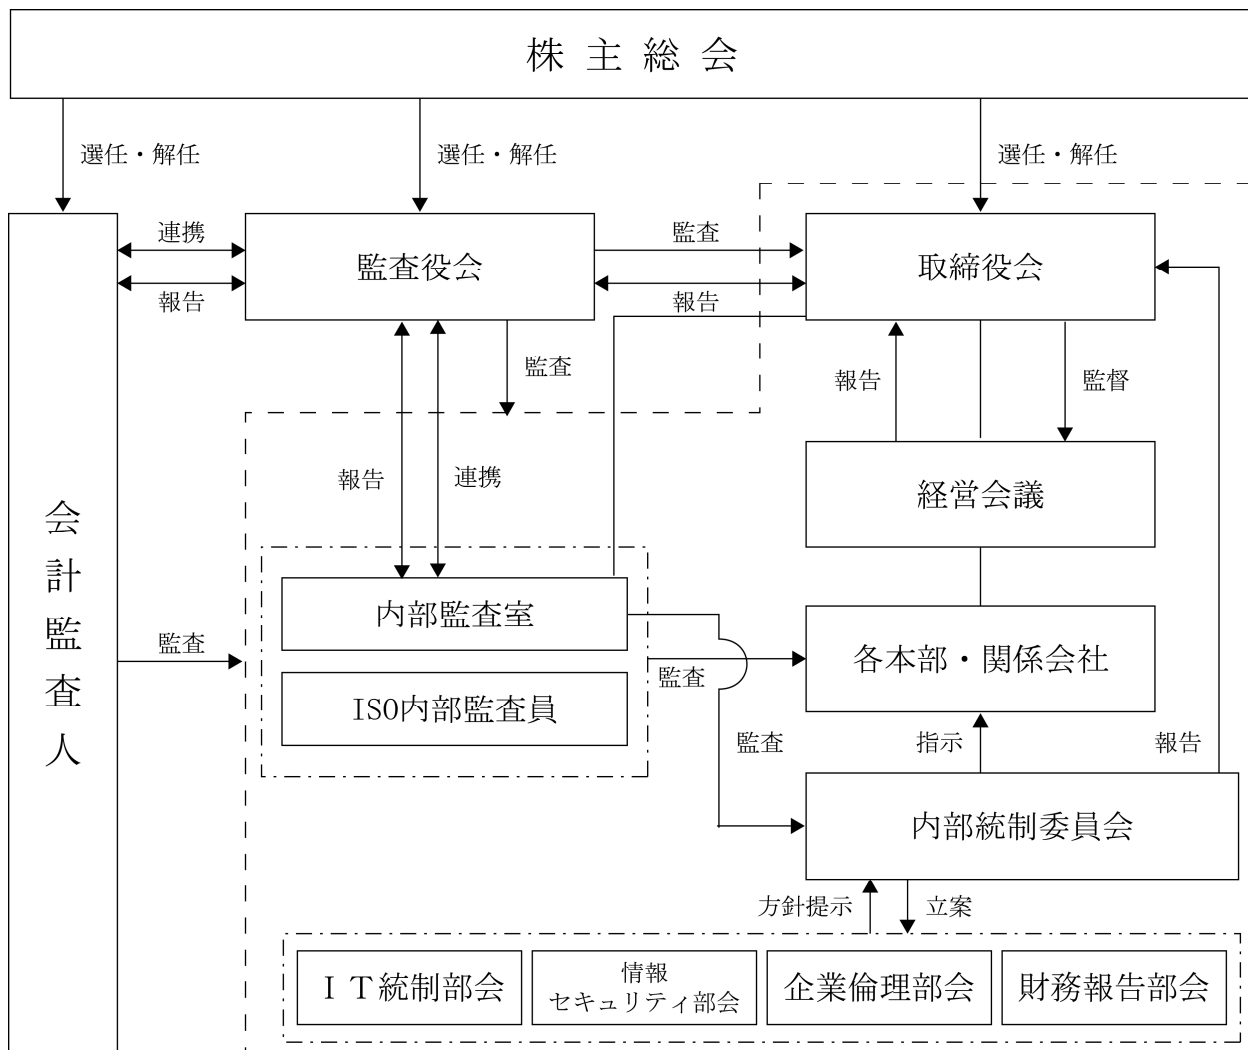 株主総会
選任・解任
選任・解任
選任・解任
連携
監査
監査役会
取締役会
報告
報告
監査
報告
監督
報告
連携
経営会議
会計監査人
内部監査室
監査
各本部・関係会社
監査
ISO内部監査員
監査
指示
報告
内部統制委員会
方針提示
立案
IT統制部会
情報
セキュリティ部会
企業倫理部会
財務報告部会